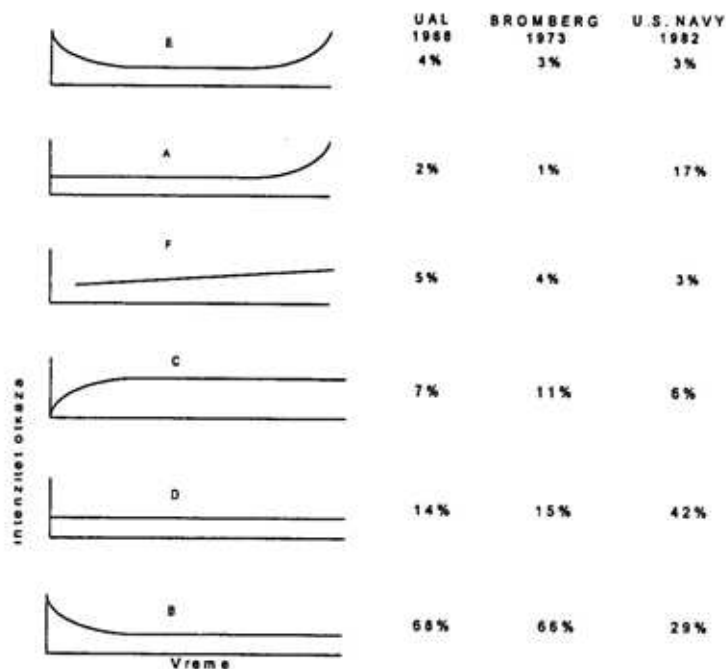 UAL BROMBERG U.S. NAVY
1968 1973 1982
E 4% 3% 3%
A 2% 1% 17%
F 5% 4% 3%
C 7% 11% 6%
D 14% 15% 42%
B 68% 66% 29%
Intenzitet otkaza
Vreme